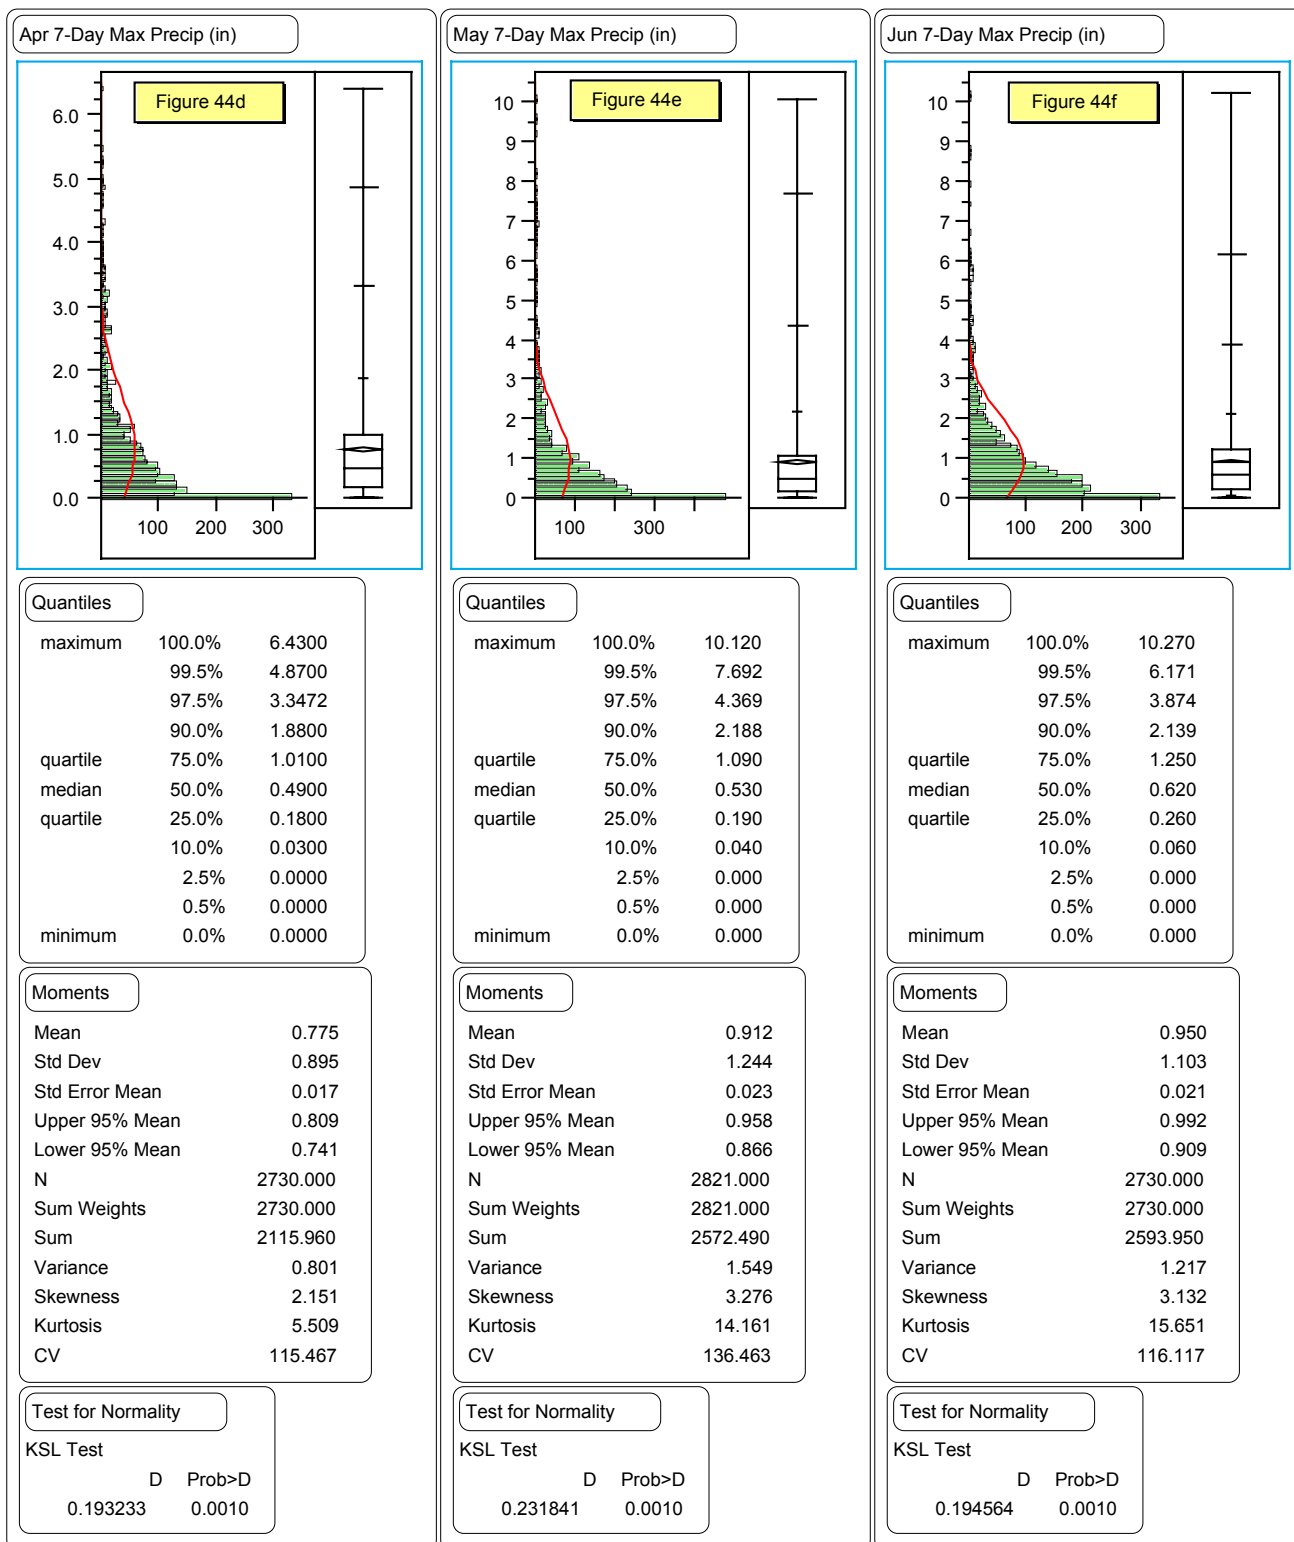 Apr 7-Day Max Precip (in)
Figure 44d
6.0
5.0
4.0
3.0
2.0
1.0
0.0
100 200 300
Quantiles
maximum 100.0% 6.4300
99.5% 4.8700
97.5% 3.3472
90.0% 1.8800
quartile 75.0% 1.0100
median 50.0% 0.4900
quartile 25.0% 0.1800
10.0% 0.0300
2.5% 0.0000
0.5% 0.0000
minimum 0.0% 0.0000
Moments
Mean 0.775
Std Dev 0.895
Std Error Mean 0.017
Upper 95% Mean 0.809
Lower 95% Mean 0.741
N 2730.000
Sum Weights 2730.000
Sum 2115.960
Variance 0.801
Skewness 2.151
Kurtosis 5.509
CV 115.467
Test for Normality
KSL Test
D Prob>D
0.193233 0.0010
May 7-Day Max Precip (in)
Figure 44e
10
9
8
7
6
5
4
3
2
1
0
100 300
Quantiles
maximum 100.0% 10.120
99.5% 7.692
97.5% 4.369
90.0% 2.188
quartile 75.0% 1.090
median 50.0% 0.530
quartile 25.0% 0.190
10.0% 0.040
2.5% 0.000
0.5% 0.000
minimum 0.0% 0.000
Moments
Mean 0.912
Std Dev 1.244
Std Error Mean 0.023
Upper 95% Mean 0.958
Lower 95% Mean 0.866
N 2821.000
Sum Weights 2821.000
Sum 2572.490
Variance 1.549
Skewness 3.276
Kurtosis 14.161
CV 136.463
Test for Normality
KSL Test
D Prob>D
0.231841 0.0010
Jun 7-Day Max Precip (in)
Figure 44f
10
9
8
7
6
5
4
3
2
1
0
100 200 300
Quantiles
maximum 100.0% 10.270
99.5% 6.171
97.5% 3.874
90.0% 2.139
quartile 75.0% 1.250
median 50.0% 0.620
quartile 25.0% 0.260
10.0% 0.060
2.5% 0.000
0.5% 0.000
minimum 0.0% 0.000
Moments
Mean 0.950
Std Dev 1.103
Std Error Mean 0.021
Upper 95% Mean 0.992
Lower 95% Mean 0.909
N 2730.000
Sum Weights 2730.000
Sum 2593.950
Variance 1.217
Skewness 3.132
Kurtosis 15.651
CV 116.117
Test for Normality
KSL Test
D Prob>D
0.194564 0.0010